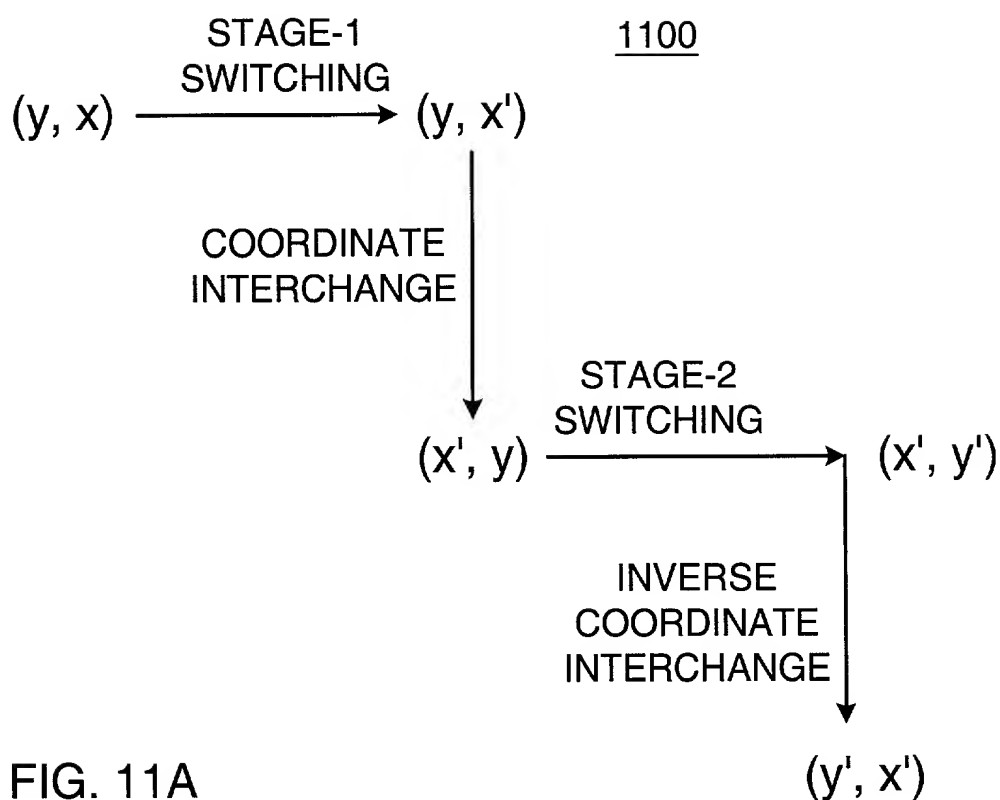 STAGE-1
SWITCHING
1100
(y, x)
(y, x')
COORDINATE
INTERCHANGE
STAGE-2
SWITCHING
(x', y)
(x', y')
INVERSE
COORDINATE
INTERCHANGE
FIG. 11A
(y', x')